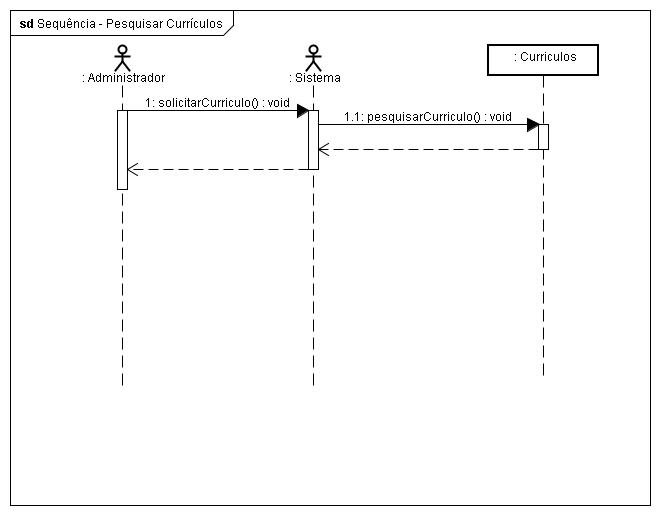 sd Sequência - Pesquisar Currículos
: Administrador
: Sistema
: Curriculos
1: solicitarCurriculo() : void
1.1: pesquisarCurriculo() : void